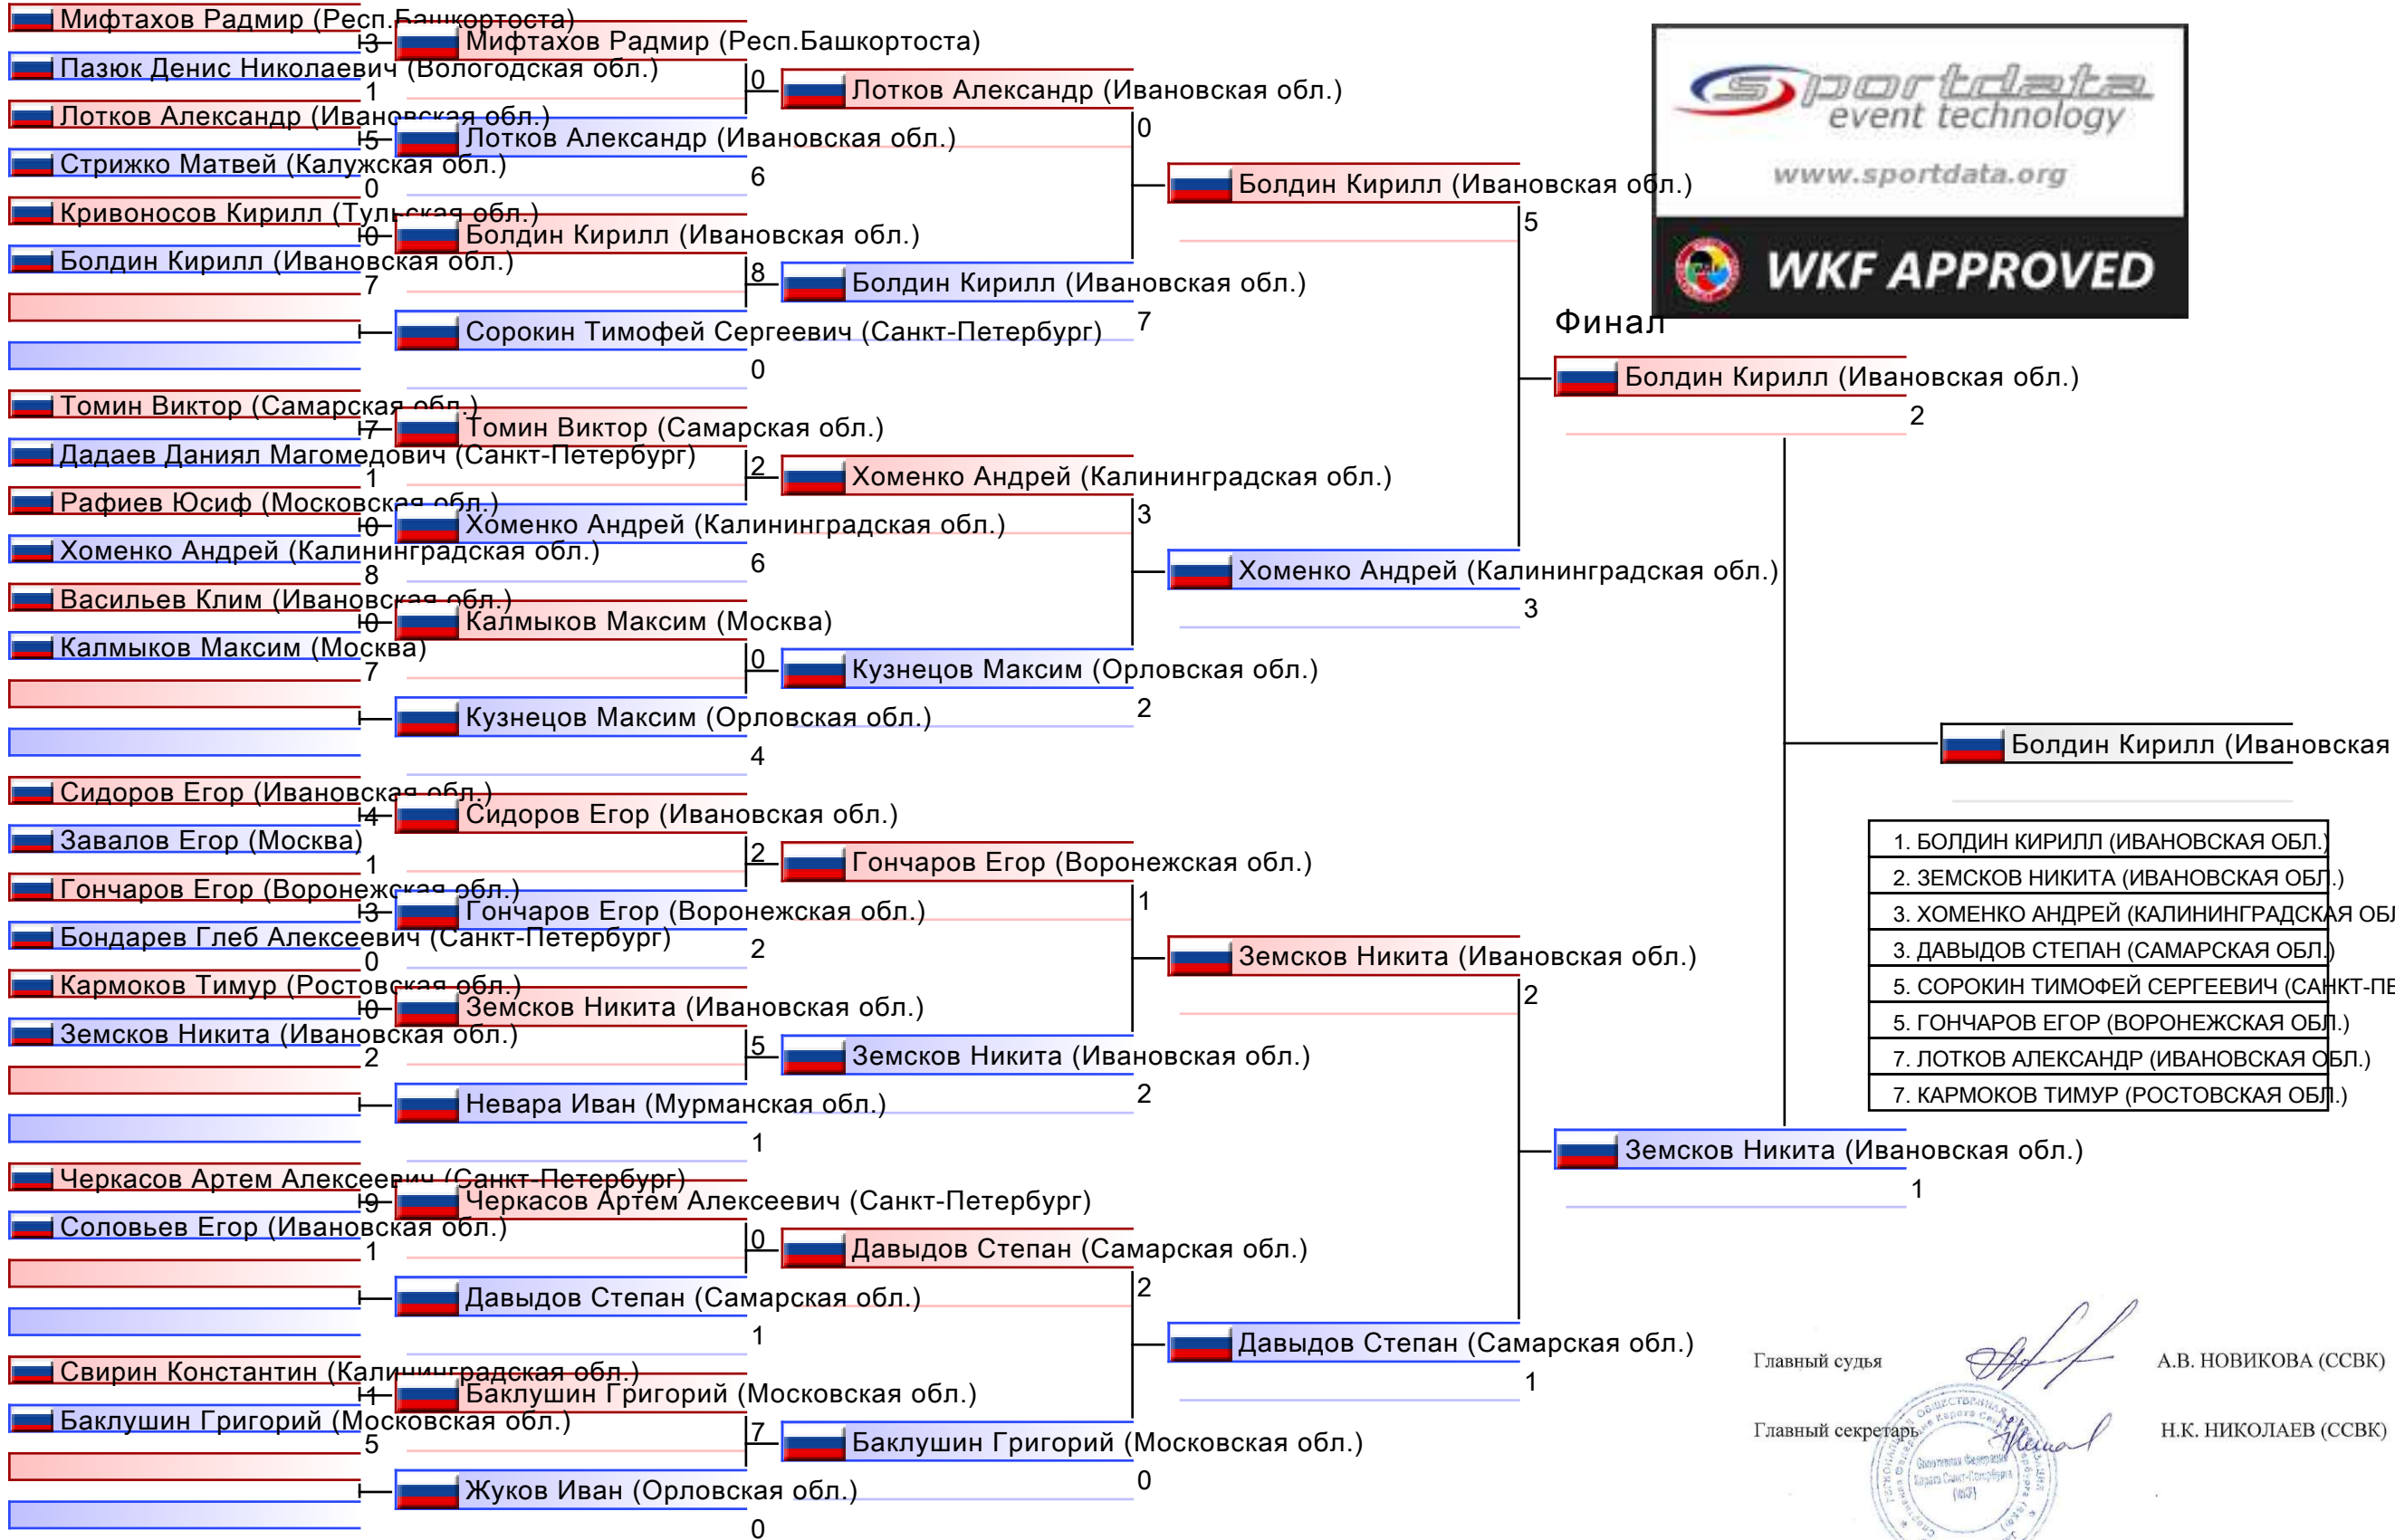 Мифтахов Радмир (Респ.Башкортоста)
3
Пазюк Денис Николаевич (Вологодская обл.)
1
Лотков Александр (Ивановская обл.)
5
Стрижко Матвей (Калужская обл.)
0
Кривоносов Кирилл (Тульская обл.)
0
Болдин Кирилл (Ивановская обл.)
7
Томин Виктор (Самарская обл.)
7
Дадаев Даниял Магомедович (Санкт-Петербург)
1
Рафиев Юсиф (Московская обл.)
0
Хоменко Андрей (Калининградская обл.)
8
Васильев Клим (Ивановская обл.)
0
Калмыков Максим (Москва)
7
Сидоров Егор (Ивановская обл.)
4
Завалов Егор (Москва)
1
Гончаров Егор (Воронежская обл.)
3
Бондарев Глеб Алексеевич (Санкт-Петербург)
0
Кармоков Тимур (Ростовская обл.)
0
Земсков Никита (Ивановская обл.)
2
Черкасов Артем Алексеевич (Санкт-Петербург)
9
Соловьев Егор (Ивановская обл.)
1
Свирин Константин (Калининградская обл.)
1
Баклушин Григорий (Московская обл.)
5
Мифтахов Радмир (Респ.Башкортоста)
0
Лотков Александр (Ивановская обл.)
6
Болдин Кирилл (Ивановская обл.)
8
Сорокин Тимофей Сергеевич (Санкт-Петербург)
0
Томин Виктор (Самарская обл.)
2
Хоменко Андрей (Калининградская обл.)
6
Калмыков Максим (Москва)
0
Кузнецов Максим (Орловская обл.)
4
Сидоров Егор (Ивановская обл.)
2
Гончаров Егор (Воронежская обл.)
2
Земсков Никита (Ивановская обл.)
5
Невара Иван (Мурманская обл.)
1
Черкасов Артем Алексеевич (Санкт-Петербург)
0
Давыдов Степан (Самарская обл.)
1
Баклушин Григорий (Московская обл.)
7
Жуков Иван (Орловская обл.)
0
Лотков Александр (Ивановская обл.)
0
Болдин Кирилл (Ивановская обл.)
7
Хоменко Андрей (Калининградская обл.)
3
Кузнецов Максим (Орловская обл.)
2
Гончаров Егор (Воронежская обл.)
1
Земсков Никита (Ивановская обл.)
2
Давыдов Степан (Самарская обл.)
2
Баклушин Григорий (Московская обл.)
0
Болдин Кирилл (Ивановская обл.)
5
Хоменко Андрей (Калининградская обл.)
3
Земсков Никита (Ивановская обл.)
2
Давыдов Степан (Самарская обл.)
1
sportdata
event technology
www.sportdata.org
WKF APPROVED
Финал
Болдин Кирилл (Ивановская обл.)
2
Земсков Никита (Ивановская обл.)
1
Болдин Кирилл (Ивановская
1. БОЛДИН КИРИЛЛ (ИВАНОВСКАЯ ОБЛ.)
2. ЗЕМСКОВ НИКИТА (ИВАНОВСКАЯ ОБЛ.)
3. ХОМЕНКО АНДРЕЙ (КАЛИНИНГРАДСКАЯ ОБЛ
3. ДАВЫДОВ СТЕПАН (САМАРСКАЯ ОБЛ.)
5. СОРОКИН ТИМОФЕЙ СЕРГЕЕВИЧ (САНКТ-ПЕ
5. ГОНЧАРОВ ЕГОР (ВОРОНЕЖСКАЯ ОБЛ.)
7. ЛОТКОВ АЛЕКСАНДР (ИВАНОВСКАЯ ОБЛ.)
7. КАРМОКОВ ТИМУР (РОСТОВСКАЯ ОБЛ.)
Главный судья
А.В. НОВИКОВА (ССВК)
Главный секретарь
Н.К. НИКОЛАЕВ (ССВК)